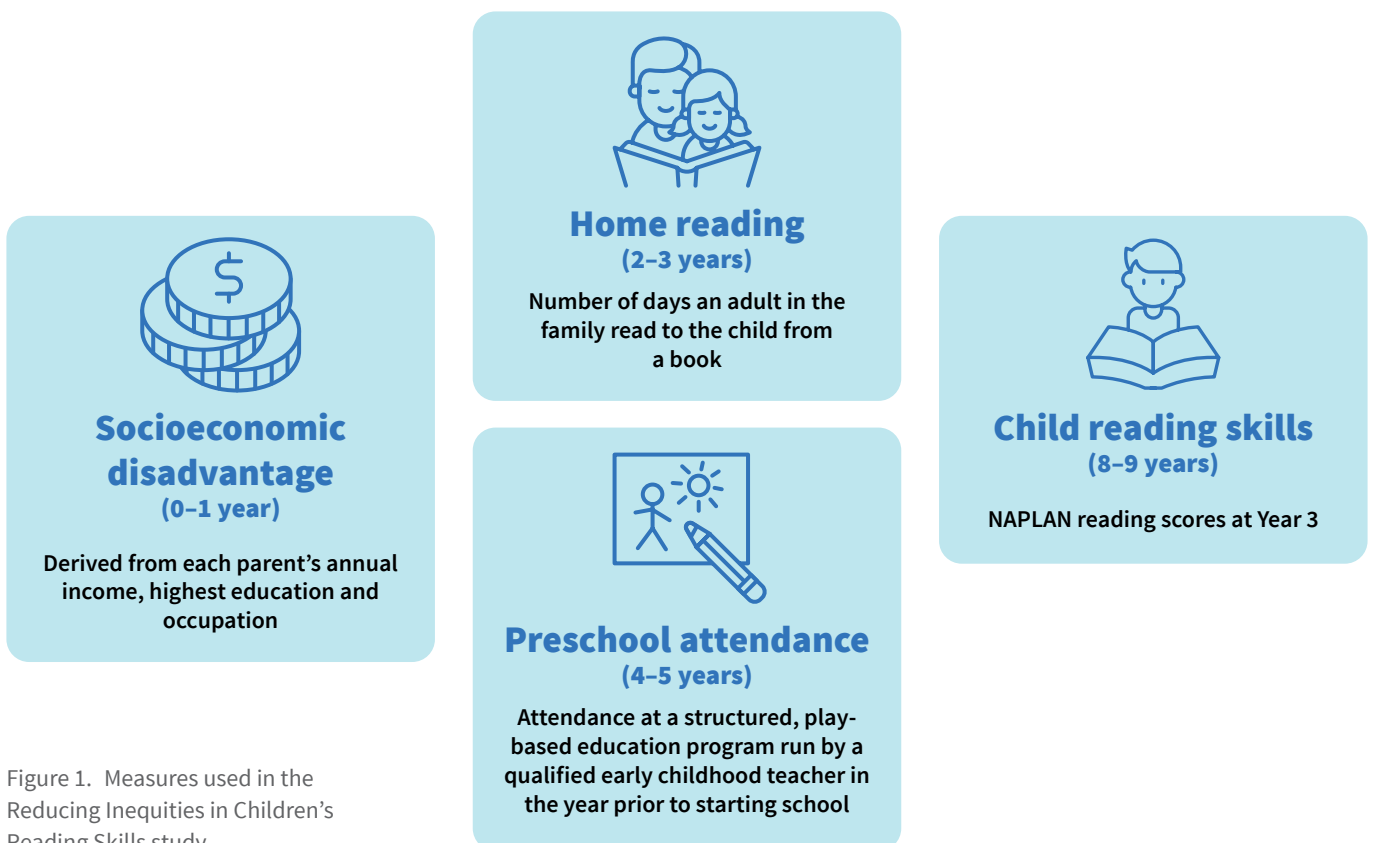 Home reading
(2–3 years)
Number of days an adult in the
family read to the child from
a book
$
Socioeconomic
disadvantage
(0–1 year)
Derived from each parent’s annual
income, highest education and
occupation
Child reading skills
(8–9 years)
NAPLAN reading scores at Year 3
Preschool attendance
(4–5 years)
Attendance at a structured, play-
based education program run by a
qualified early childhood teacher in
the year prior to starting school
Figure 1. Measures used in the
Reducing Inequities in Children’s
Reading Skills study